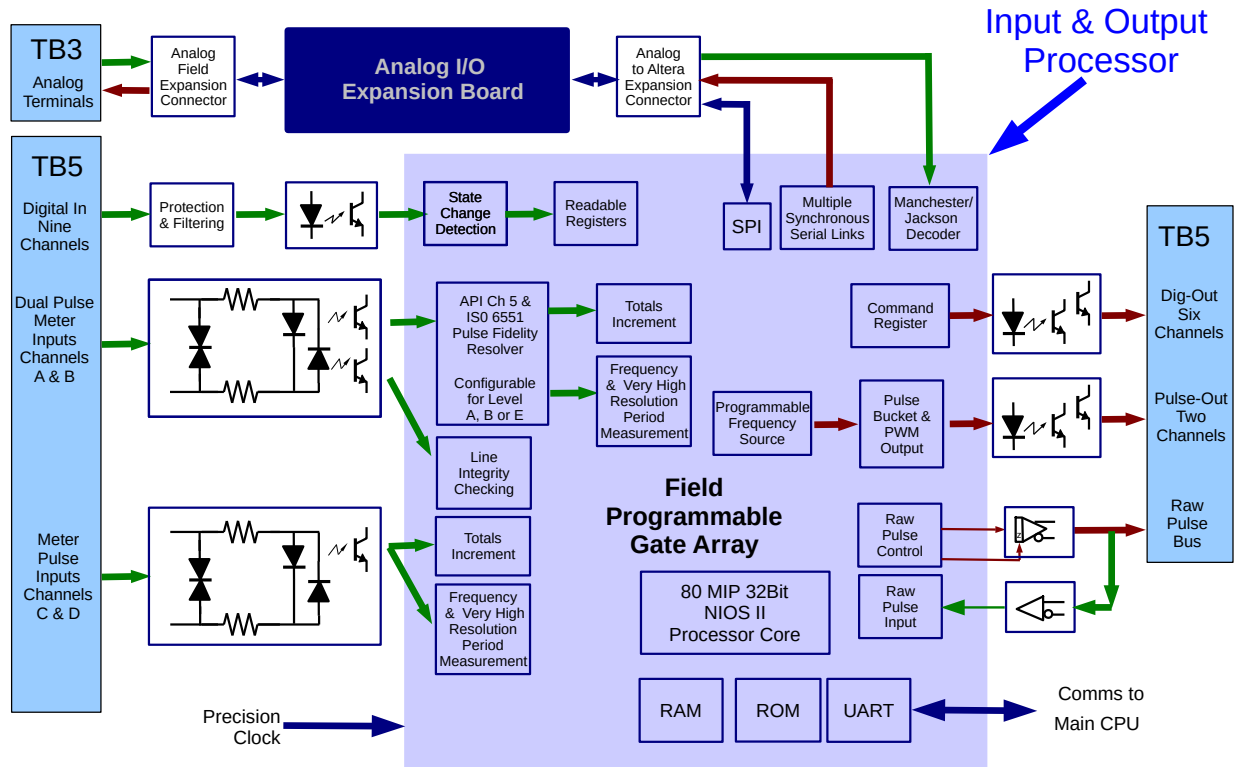 Input & Output
Processor
TB3
Analog
Terminals
Analog
Field
Expansion
Connector
Analog I/O
Expansion Board
Analog
to Altera
Expansion
Connector
TB5
Digital In
Nine
Channels
Protection
& Filtering
State
Change
Detection
Readable
Registers
SPI
Multiple
Synchronous
Serial Links
Manchester/
Jackson
Decoder
TB5
Dual Pulse
Meter
Inputs
Channels
A & B
API Ch 5 &
IS0 6551
Pulse Fidelity
Resolver
Configurable
for Level
A, B or E
Totals
Increment
Frequency
& Very High
Resolution
Period
Measurement
Command
Register
Dig-Out
Six
Channels
Programmable
Frequency
Source
Pulse
Bucket &
PWM
Output
Pulse-Out
Two
Channels
Line
Integrity
Checking
Field
Programmable
Gate Array
Meter
Pulse
Inputs
Channels
C & D
Totals
Increment
Frequency
& Very High
Resolution
Period
Measurement
Raw
Pulse
Control
Z
Raw
Pulse
Bus
Raw
Pulse
Input
80 MIP 32Bit
NIOS II
Processor Core
RAM
ROM
UART
Comms to
Main CPU
Precision
Clock